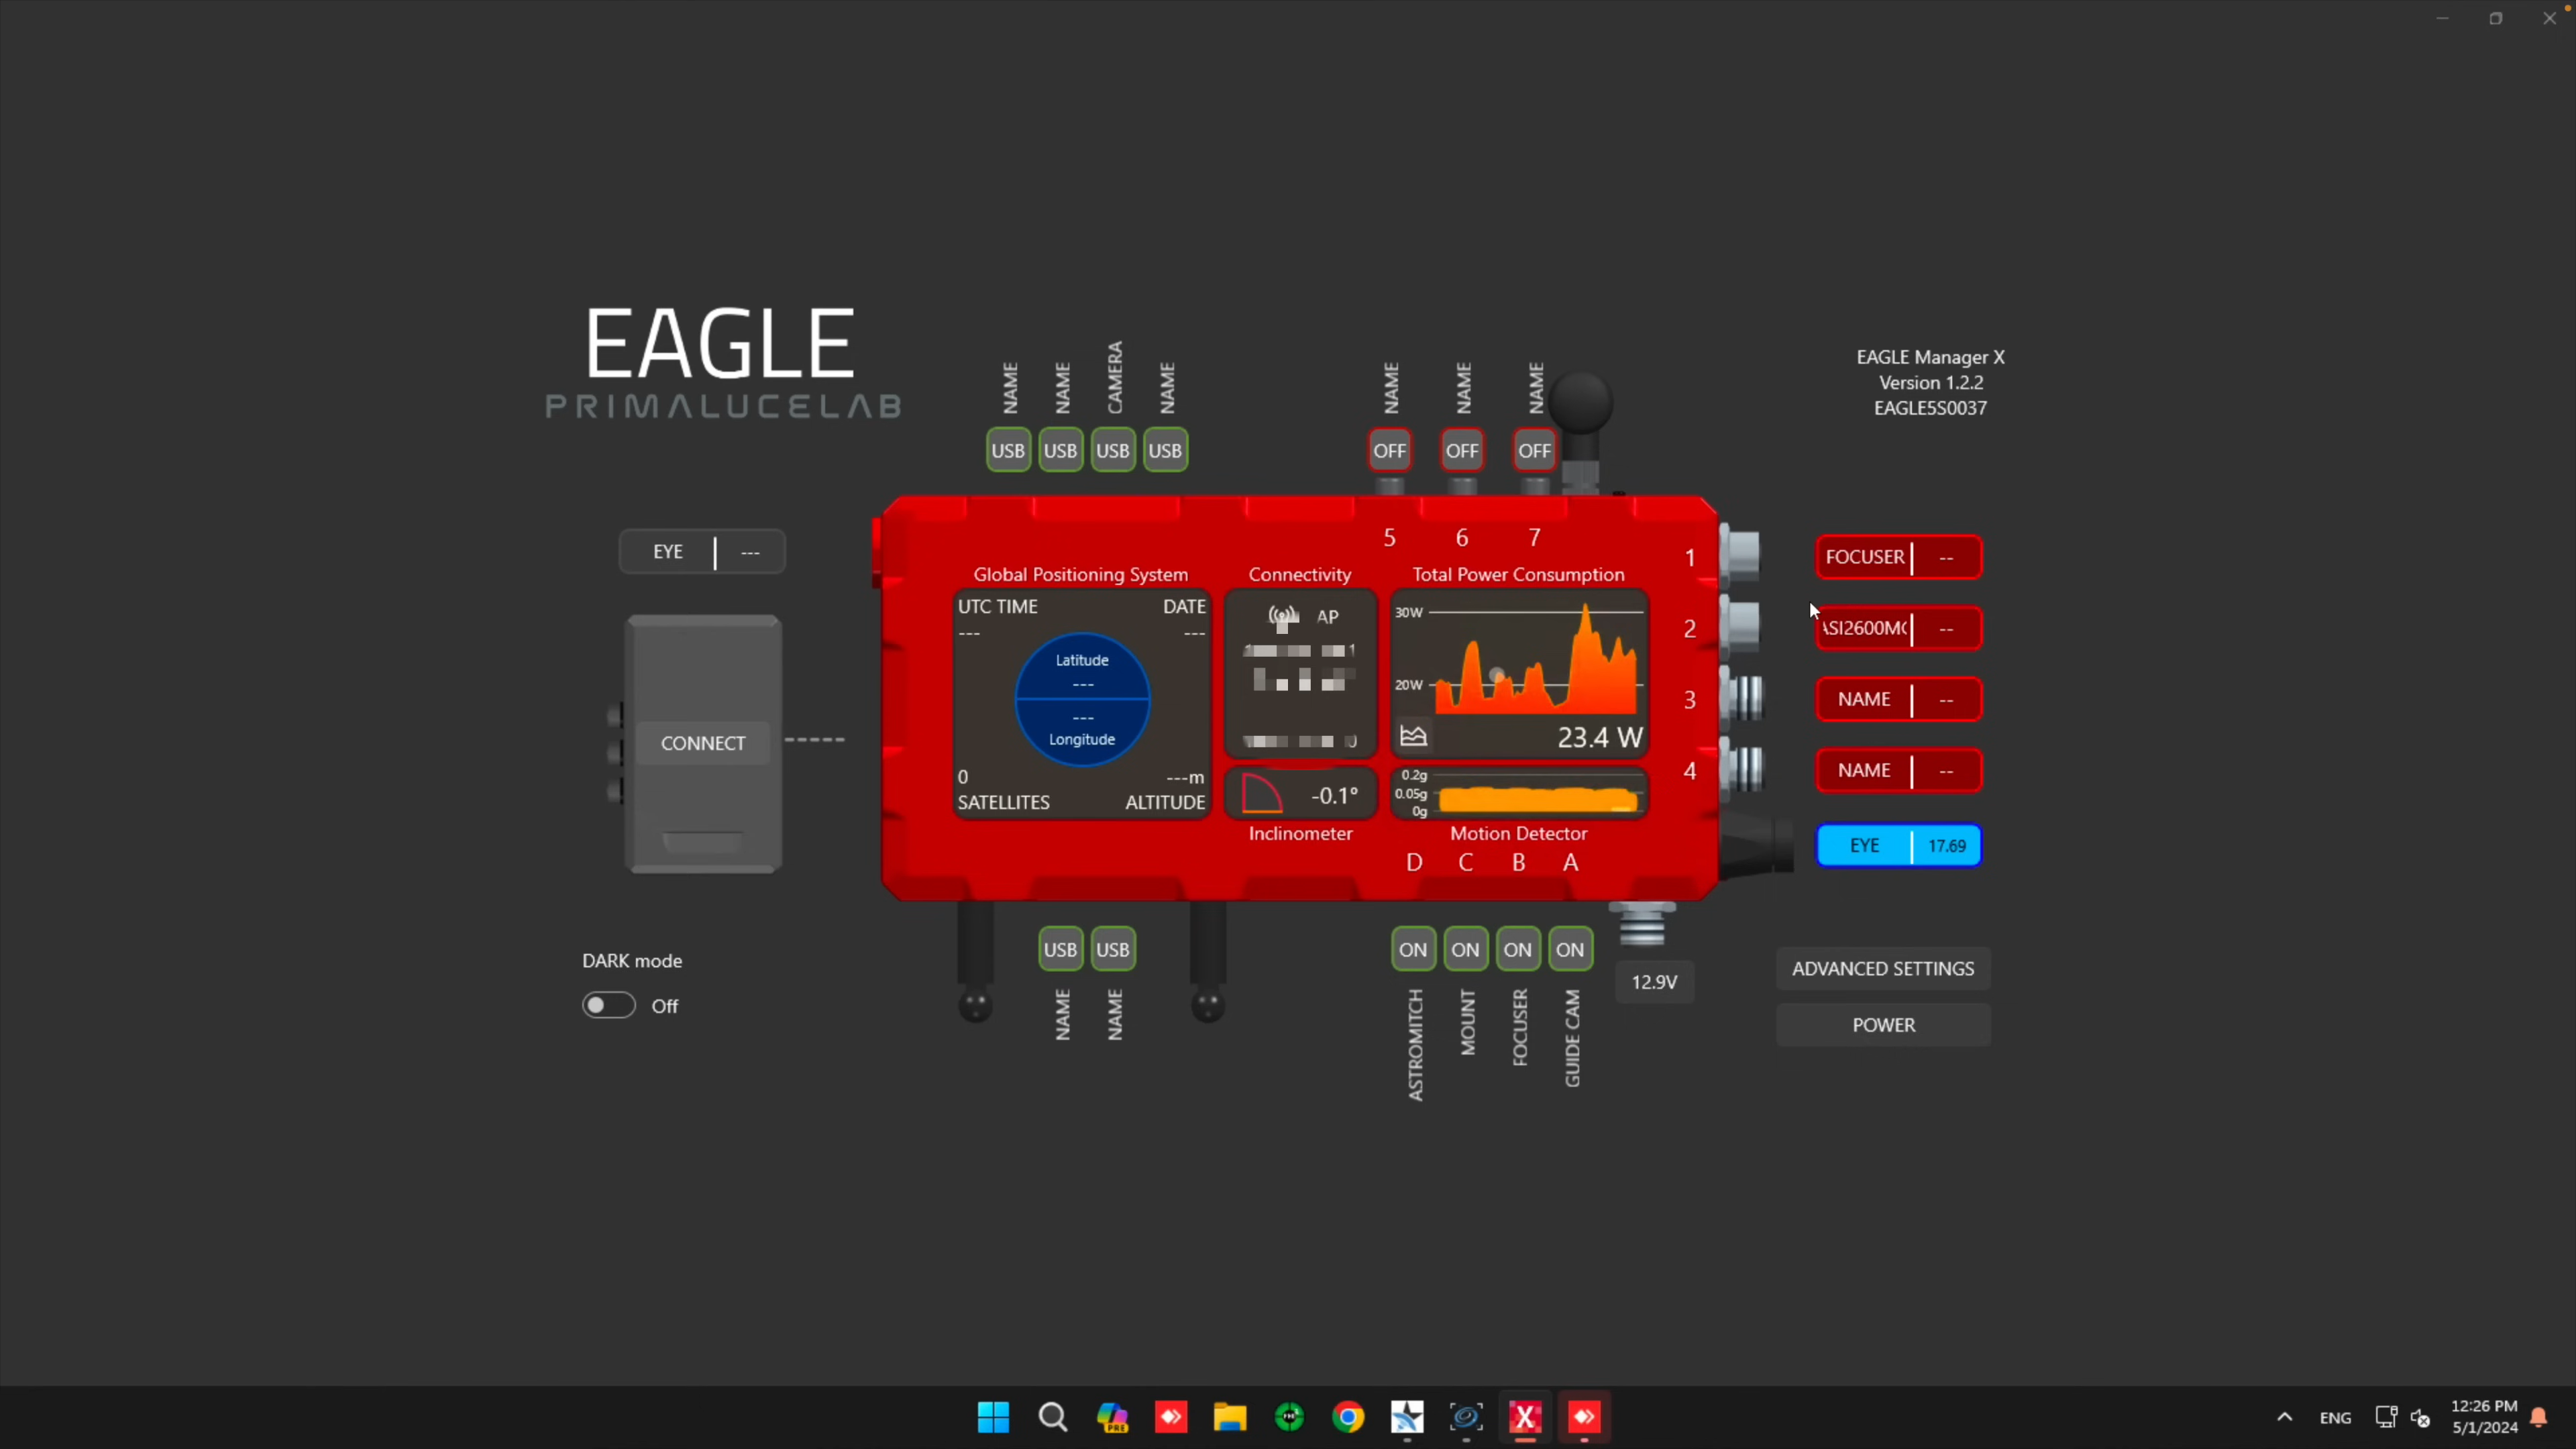 EAGLE
PRIMALUCELAB
NAME
NAME
CAMERA
NAME
USB
USB
USB
USB
NAME
NAME
NAME
OFF
OFF
OFF
EAGLE Manager X
Version 1.2.2
EAGLE5S0037
EYE
---
CONNECT
5
6
7
1
2
3
4
Global Positioning System
UTC TIME
DATE
---
---
Latitude
---
---
Longitude
0
---m
SATELLITES
ALTITUDE
Connectivity
AP
Total Power Consumption
30W
20W
23.4 W
-0.1°
Inclinometer
0.2g
0.05g
0g
Motion Detector
D
C
B
A
FOCUSER
--
ASI2600M
--
NAME
--
NAME
--
EYE
17.69
USB
USB
NAME
NAME
ON
ON
ON
ON
ASTROMITCH
MOUNT
FOCUSER
GUIDE CAM
12.9V
DARK mode
Off
ADVANCED SETTINGS
POWER
PRE
X
ENG
12:26 PM
5/1/2024